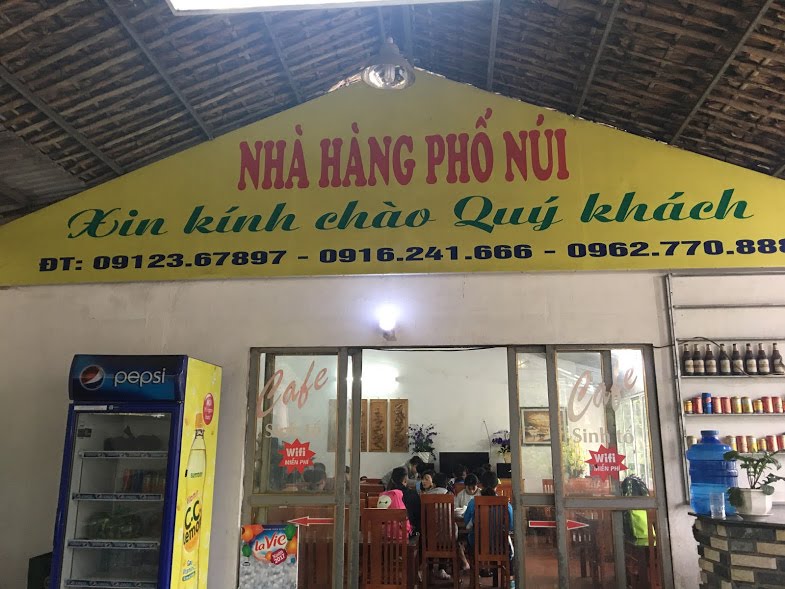 NHÀ HÀNG PHỐ NÚI
Xin kính chào Quý khách
ĐT: 09123.67897 - 0916.241.666 - 0962.770.888
pepsi
Cafe
Sinh tố
Wifi
MIỄN PHÍ
Cafe
Sinh tố
Wifi
MIỄN PHÍ
C.C
lemon
LaVie